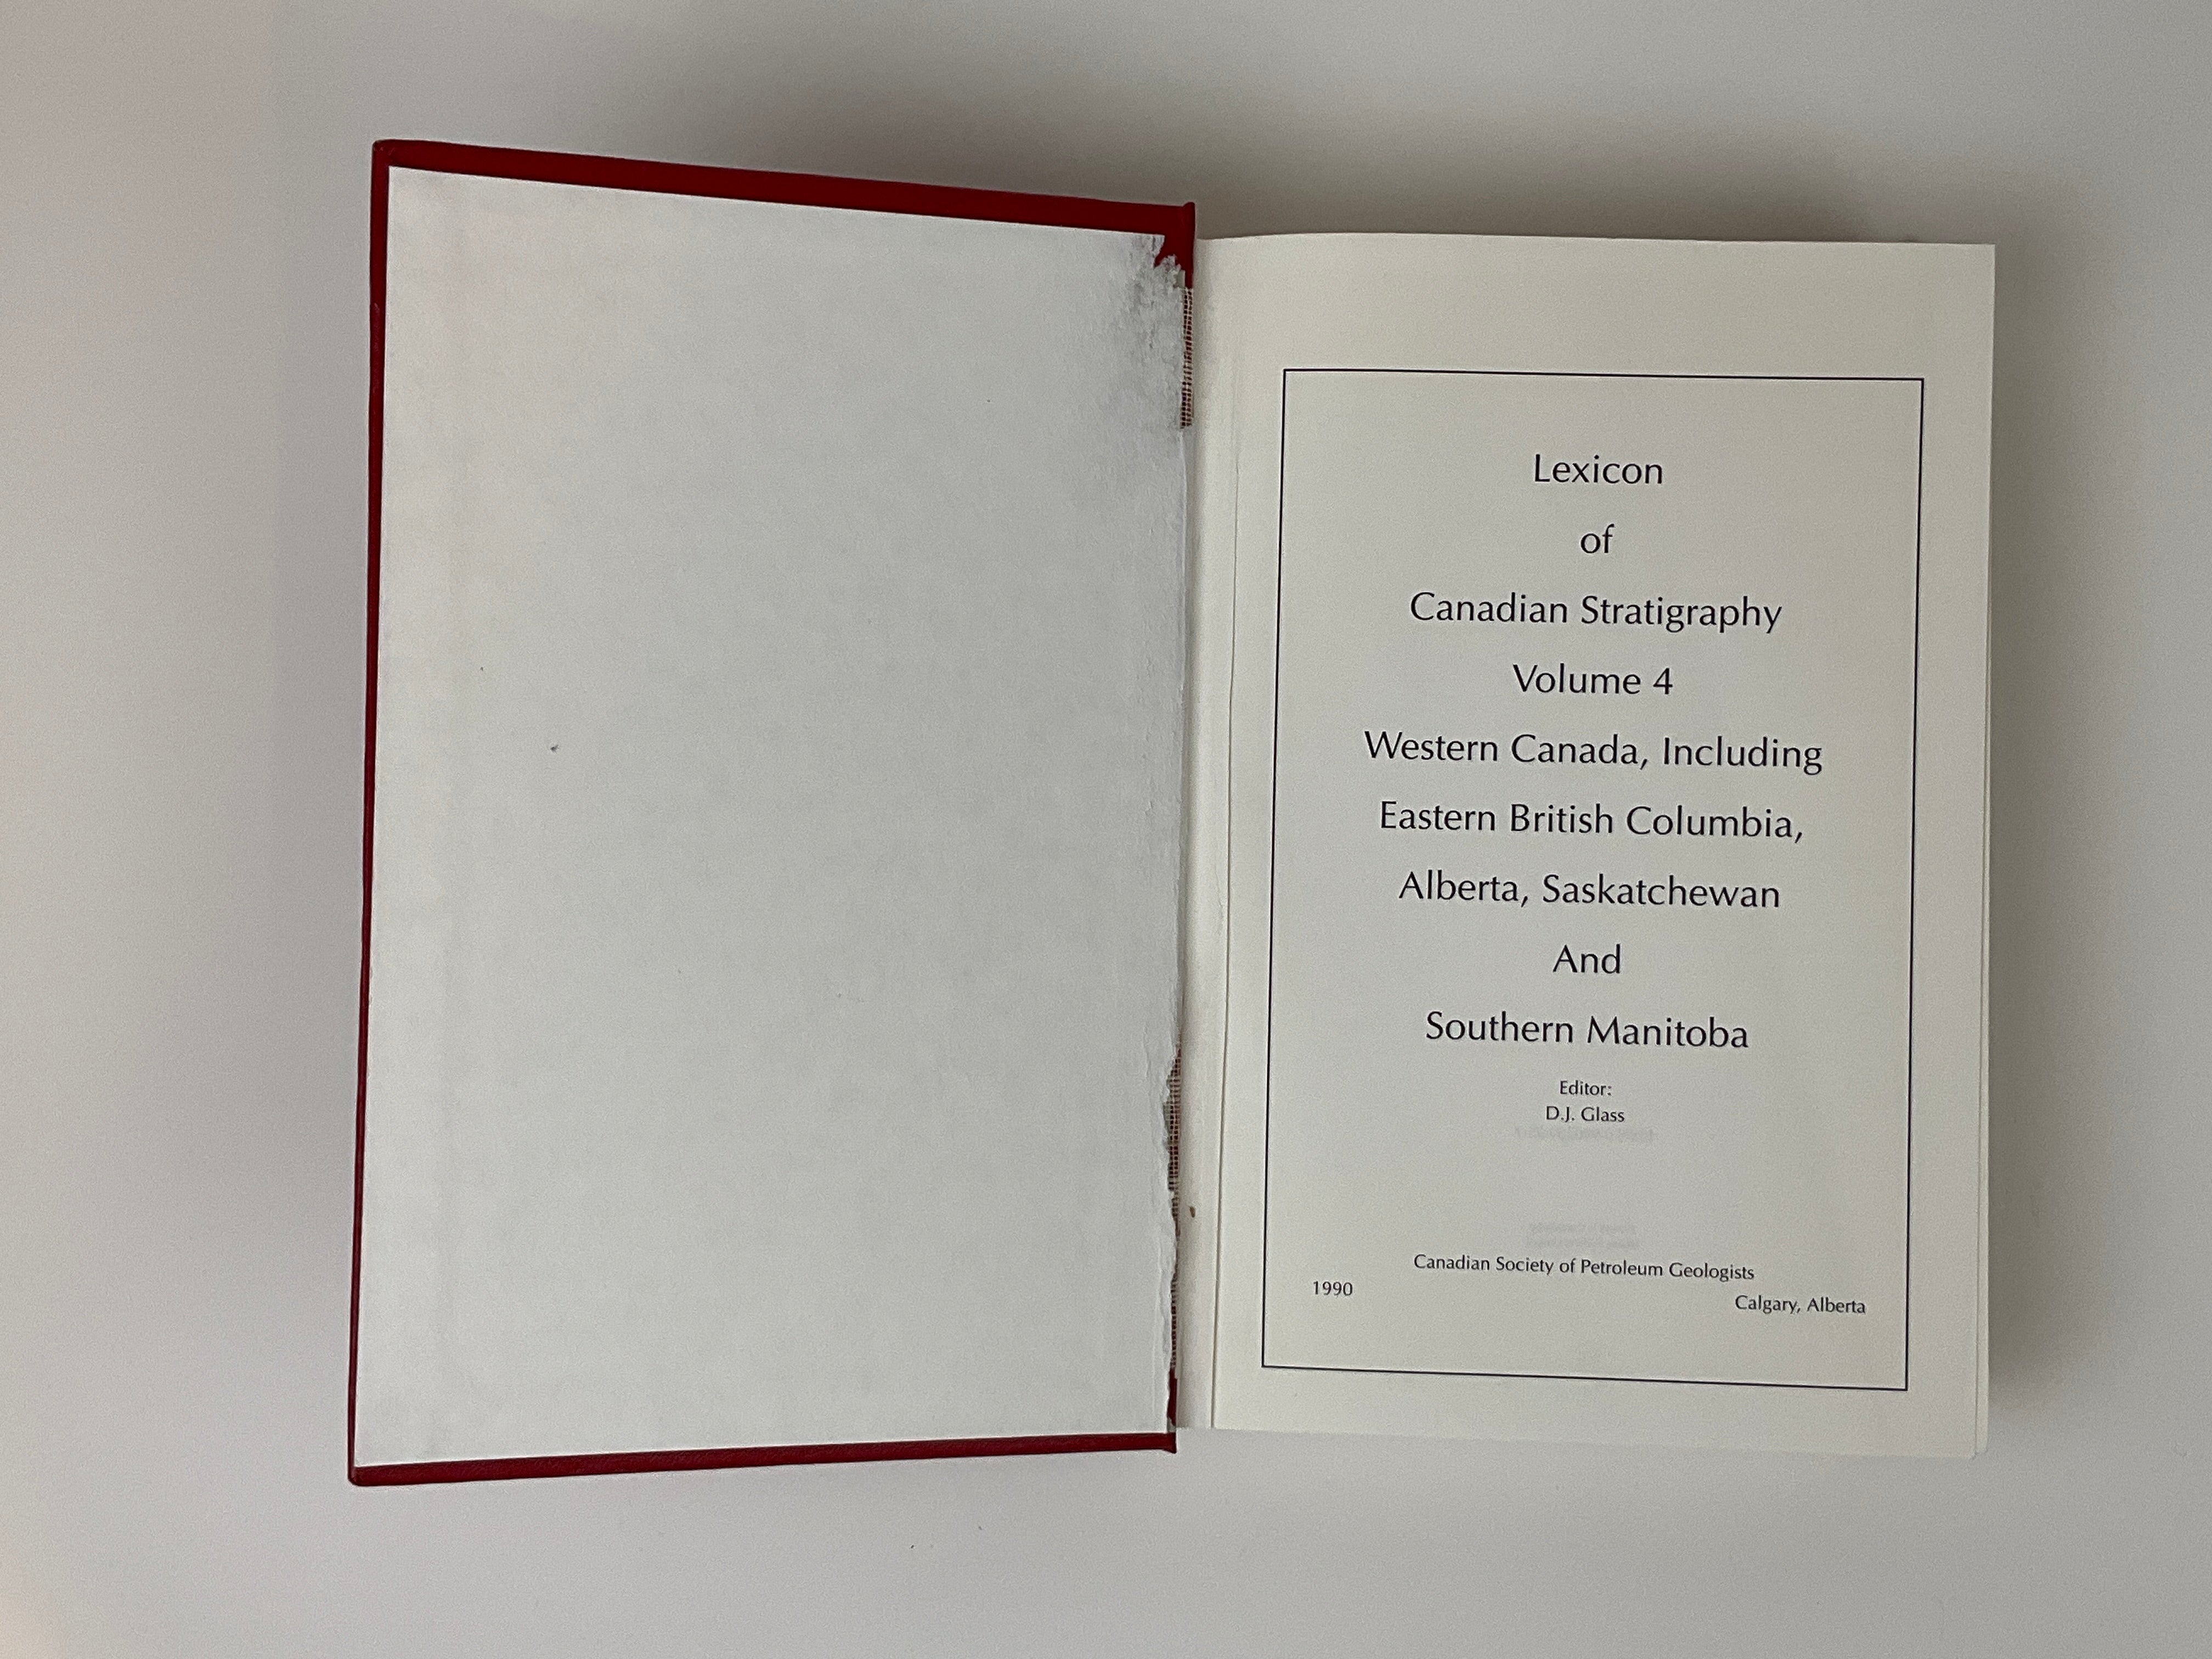 Lexicon
of
Canadian Stratigraphy
Volume 4
Western Canada, Including
Eastern British Columbia,
Alberta, Saskatchewan
And
Southern Manitoba
Editor:
D.J. Glass
Canadian Society of Petroleum Geologists
1990
Calgary, Alberta